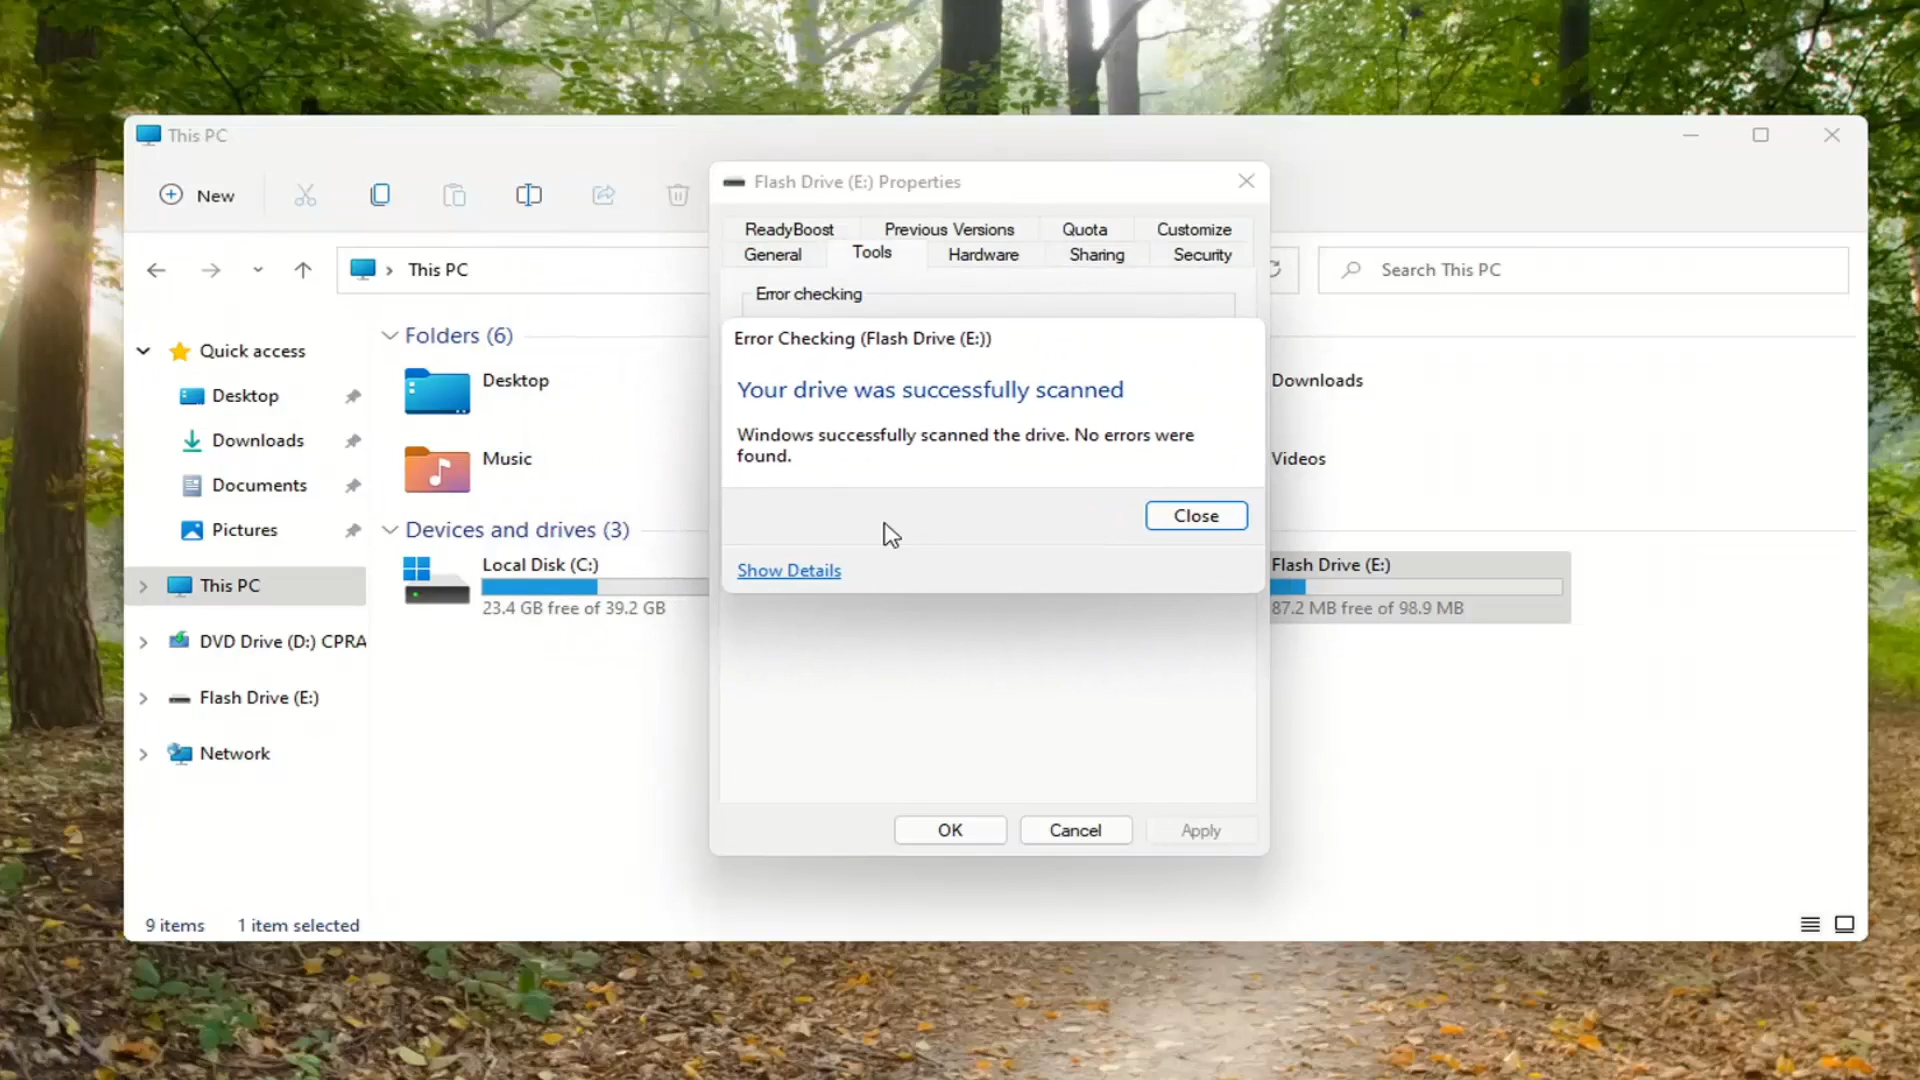 This PC
New
This PC
Search This PC
Quick access
Desktop
Downloads
Documents
Pictures
This PC
DVD Drive (D:) CPRA
Flash Drive (E:)
Network
Folders (6)
Desktop
Music
Downloads
Videos
Devices and drives (3)
Local Disk (C:)
23.4 GB free of 39.2 GB
Flash Drive (E:)
87.2 MB free of 98.9 MB
Flash Drive (E:) Properties
ReadyBoost Previous Versions Quota Customize
General Tools Hardware Sharing Security
Error checking
Error Checking (Flash Drive (E:))
Your drive was successfully scanned
Windows successfully scanned the drive. No errors were
found.
Close
Show Details
OK Cancel Apply
9 items 1 item selected